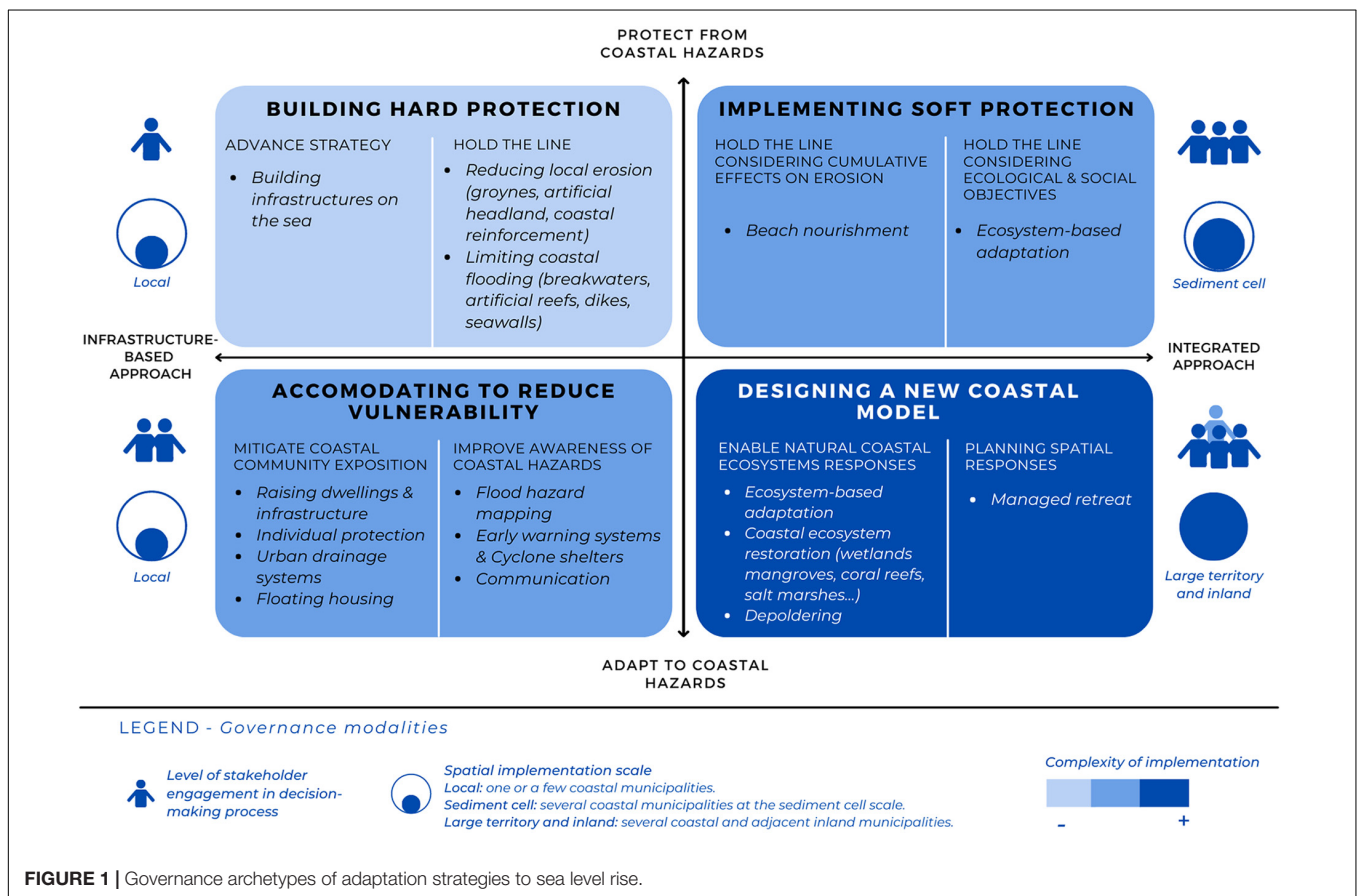 PROTECT FROM
COASTAL HAZARDS
BUILDING HARD PROTECTION
ADVANCE STRATEGY
• Building
infrastructures on
the sea
HOLD THE LINE
• Reducing local erosion
(groynes, artificial
headland, coastal
reinforcement)
• Limiting coastal
flooding (breakwaters,
artificial reefs, dikes,
seawalls)
Local
IMPLEMENTING SOFT PROTECTION
HOLD THE LINE
CONSIDERING CUMULATIVE
EFFECTS ON EROSION
• Beach nourishment
HOLD THE LINE
CONSIDERING
ECOLOGICAL & SOCIAL
OBJECTIVES
• Ecosystem-based
adaptation
Sediment cell
INFRASTRUCTURE-
BASED
APPROACH
INTEGRATED
APPROACH
ACCOMODATING TO REDUCE
VULNERABILITY
MITIGATE COASTAL
COMMUNITY EXPOSITION
• Raising dwellings &
infrastructure
• Individual protection
• Urban drainage
systems
• Floating housing
IMPROVE AWARENESS OF
COASTAL HAZARDS
• Flood hazard
mapping
• Early warning systems
& Cyclone shelters
• Communication
Local
DESIGNING A NEW COASTAL
MODEL
ENABLE NATURAL COASTAL
ECOSYSTEMS RESPONSES
• Ecosystem-based
adaptation
• Coastal ecosystem
restoration (wetlands
mangroves, coral reefs,
salt marshes...)
• Depoldering
PLANNING SPATIAL
RESPONSES
• Managed retreat
Large territory
and inland
ADAPT TO COASTAL
HAZARDS
LEGEND - Governance modalities
Level of stakeholder
engagement in decision-
making process
Spatial implementation scale
Local: one or a few coastal municipalities.
Sediment cell: several coastal municipalities at the sediment cell scale.
Large territory and inland: several coastal and adjacent inland municipalities.
Complexity of implementation
- +
FIGURE 1 | Governance archetypes of adaptation strategies to sea level rise.